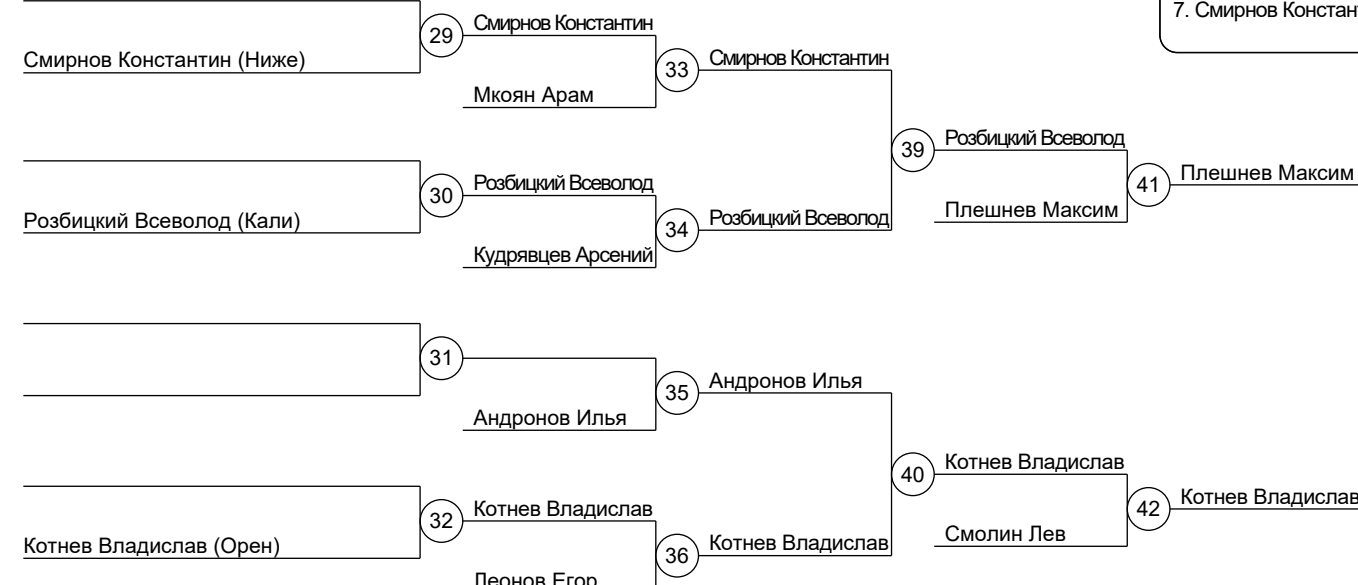 7. Смирнов Констан
29
Смирнов Константин
Смирнов Константин (Ниже)
33
Смирнов Константин
Мкоян Арам
39
Розбицкий Всеволод
41
Плешнев Максим
30
Розбицкий Всеволод
Розбицкий Всеволод (Кали)
34
Розбицкий Всеволод
Плешнев Максим
Кудрявцев Арсений
31
35
Андронов Илья
Андронов Илья
40
Котнев Владислав
42
Котнев Владислав
32
Котнев Владислав
Котнев Владислав (Орен)
36
Котнев Владислав
Смолин Лев
Леонов Егор